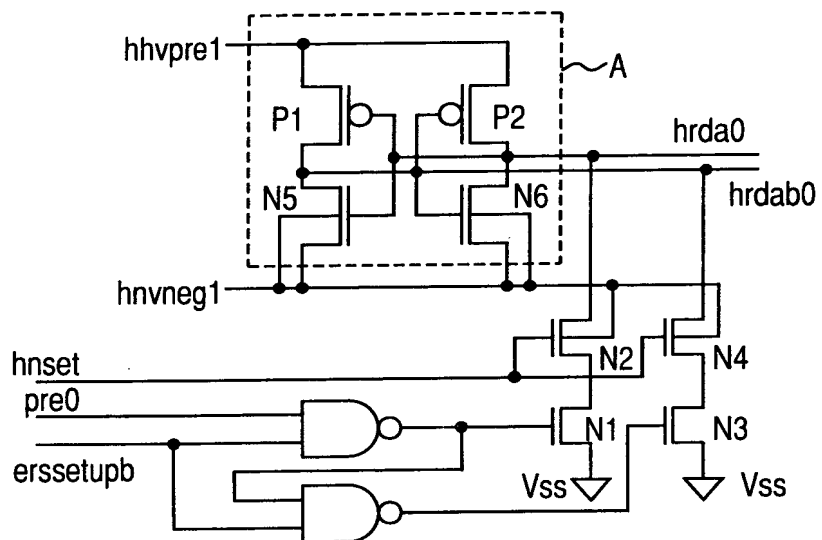 hhvpre1
A
P1
P2
hrda0
N5
N6
hrdab0
hnvneg1
hnset
N2
N4
pre0
N1
N3
erssetupb
Vss
Vss